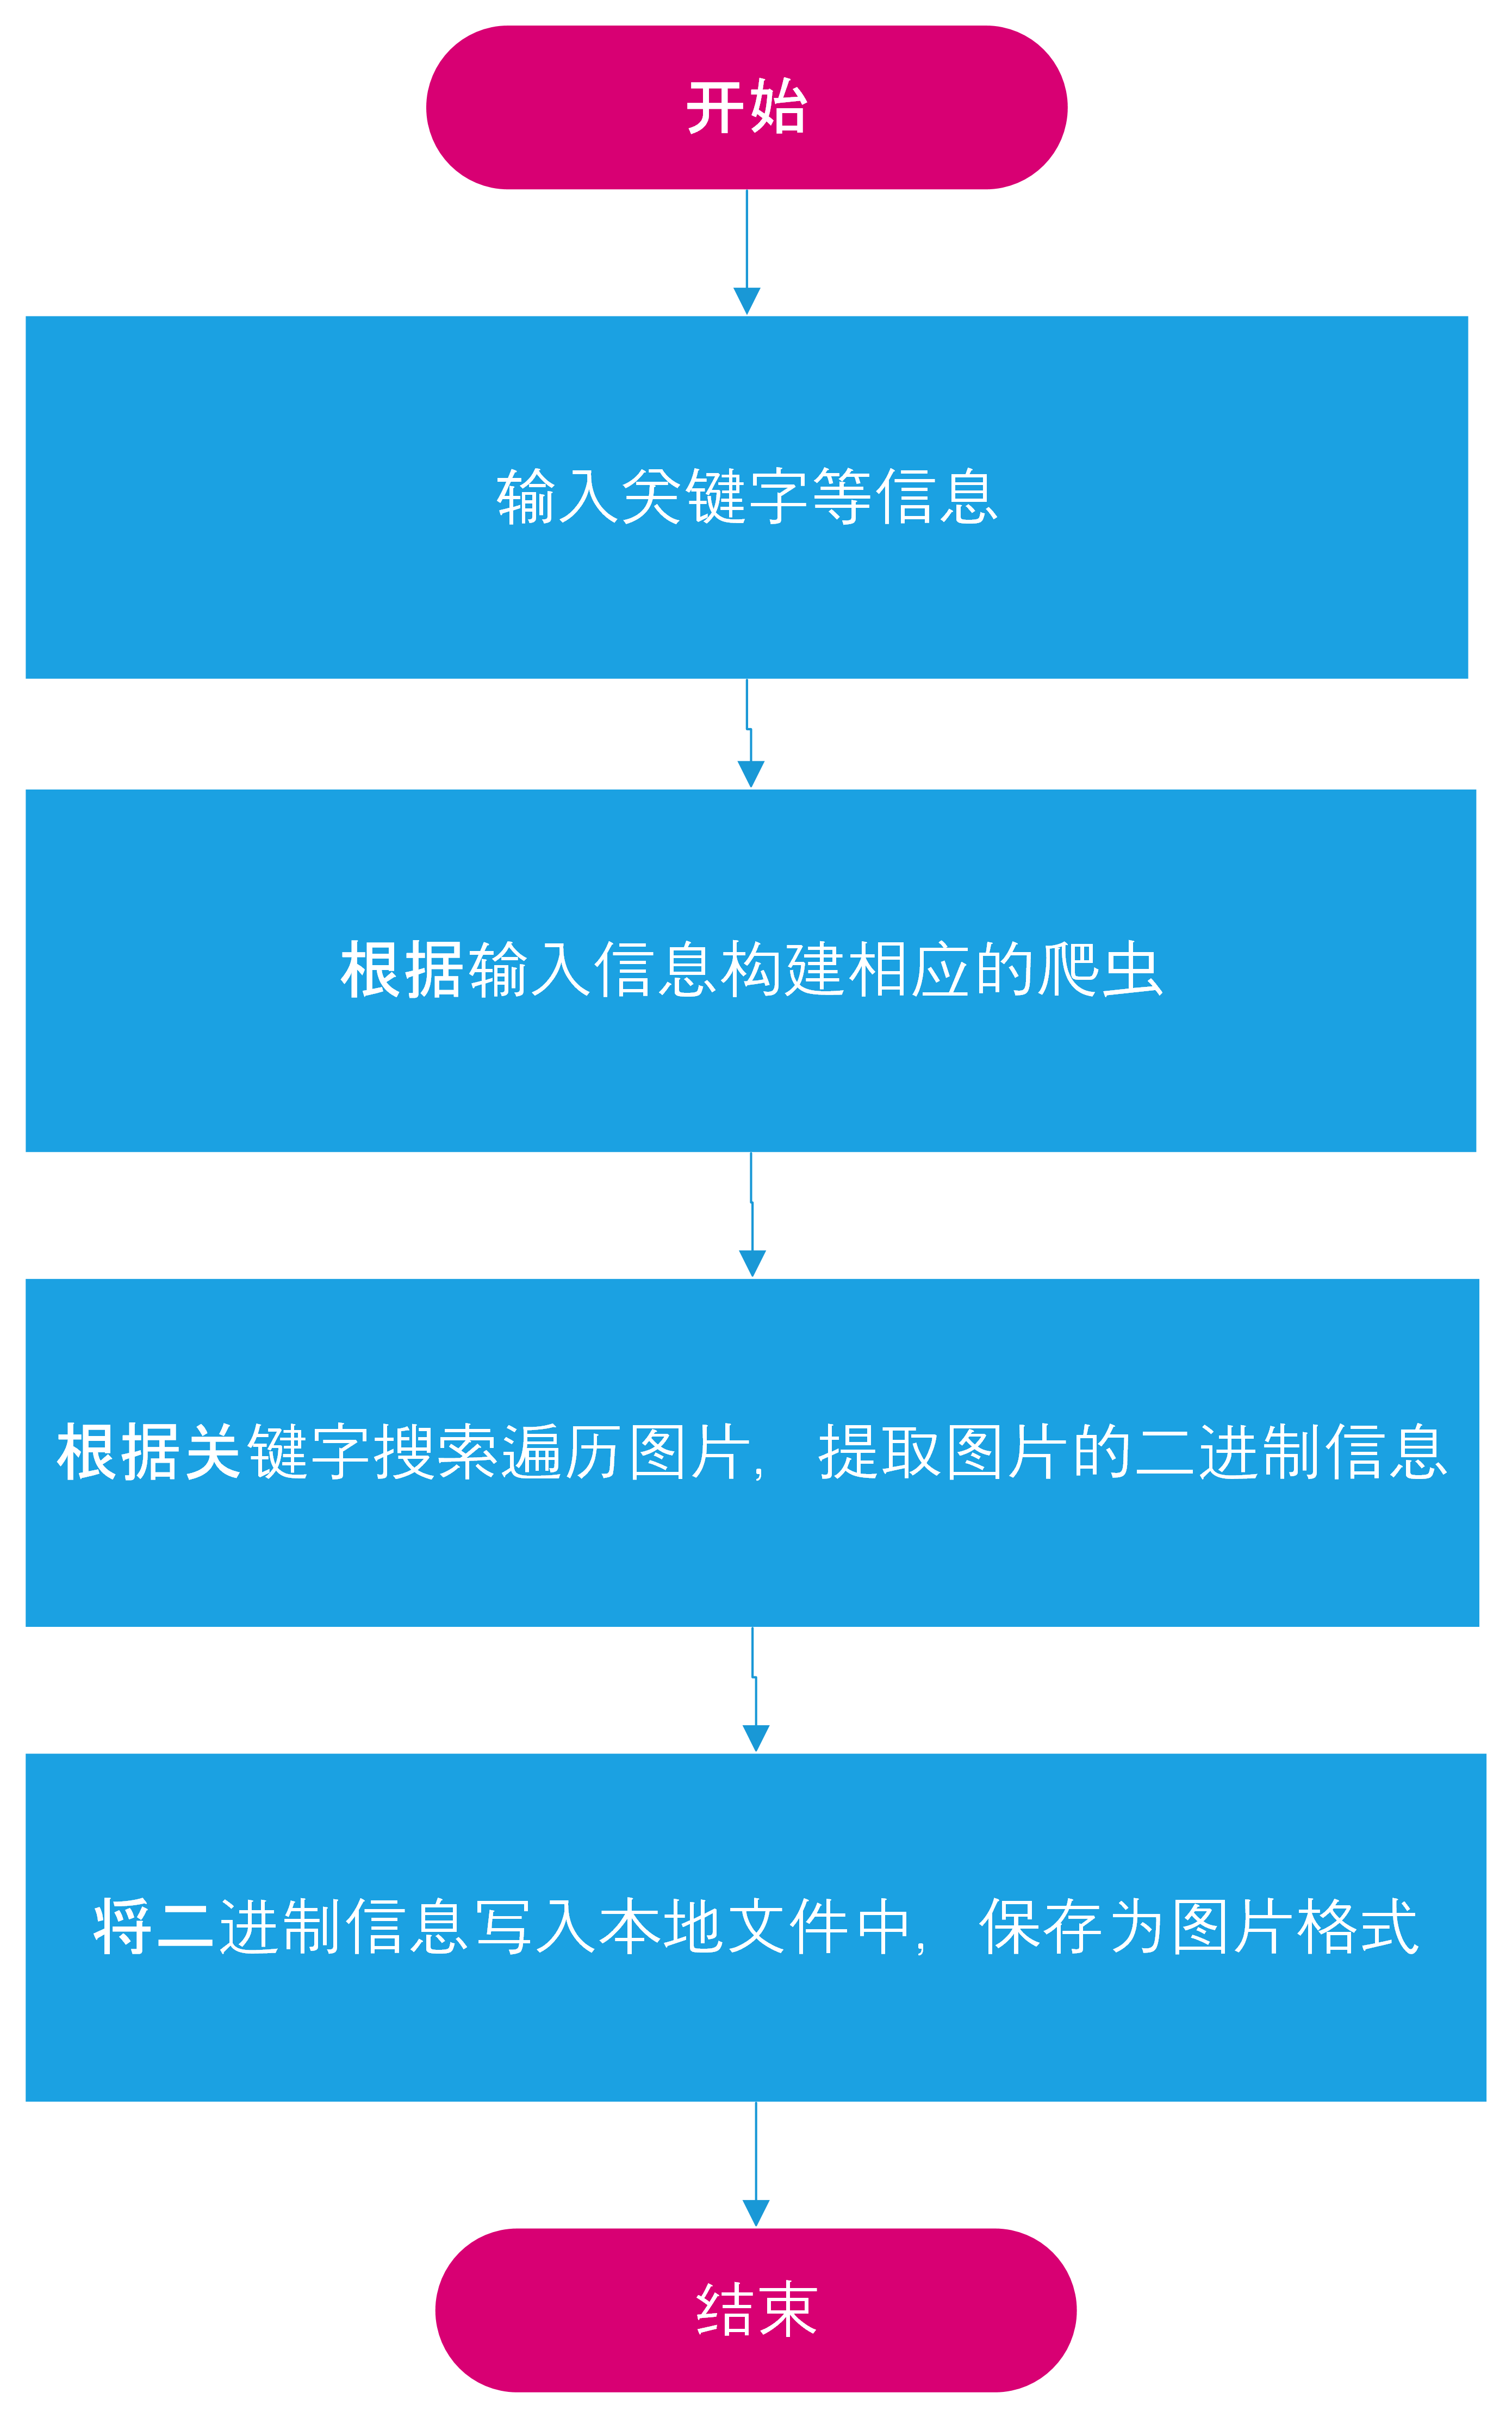 开始
输入关键字等信息
根据输入信息构建相应的爬虫
根据关键字搜索遍历图片，提取图片的二进制信息
将二进制信息写入本地文件中，保存为图片格式
结束